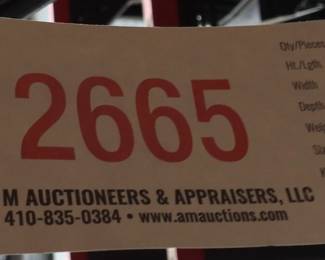 Qty/Pieces
Ht./Lgth.
Width
Depth
2665
M AUCTIONEERS & APPRAISERS, LLC
410-835-0384 • www.amauctions.com